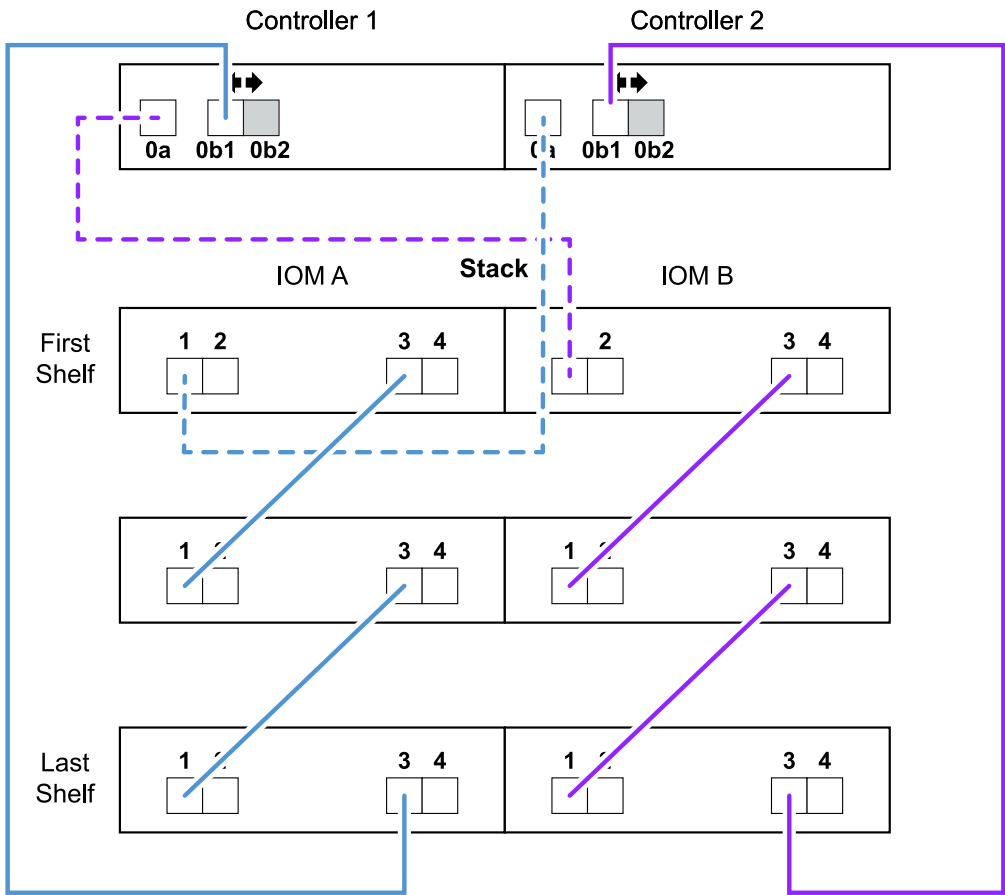 Controller 1 Controller 2
0a 0b1 0b2 0a 0b1 0b2
Stack
IOM A IOM B
First
Shelf
1 2 3 4 2 3 4
1 3 4 1 3 4
Last
Shelf
1 3 4 1 3 4